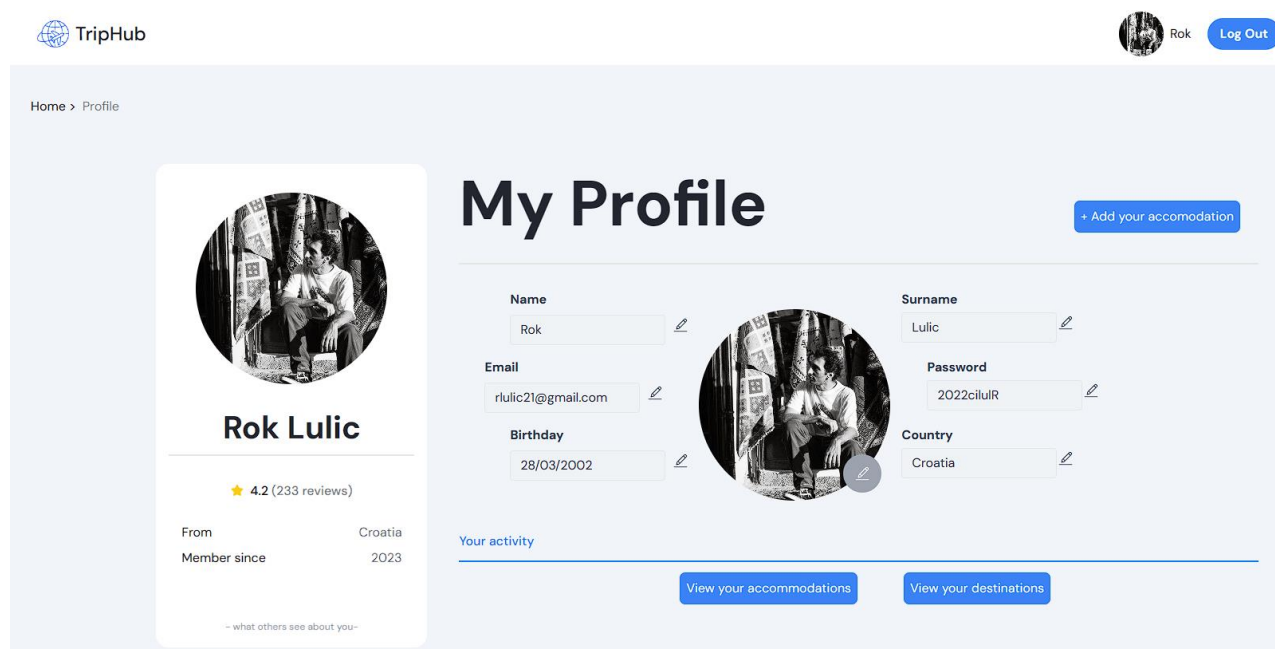 TripHub
Rok
Log Out
Home > Profile
Rok Lulic
4.2 (233 reviews)
From Croatia
Member since 2023
- what others see about you-
My Profile
+ Add your accomodation
Name
Rok
Surname
Lulic
Email
rlulic21@gmail.com
Password
2022cilulR
Birthday
28/03/2002
Country
Croatia
Your activity
View your accommodations
View your destinations